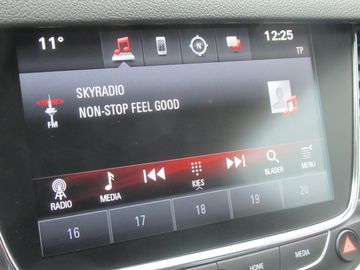 11°
12:25
TP
SKYRADIO
NON-STOP FEEL GOOD
FM
RADIO
MEDIA
KIES
BLADER
MENU
16 17 18 19 20
HOME